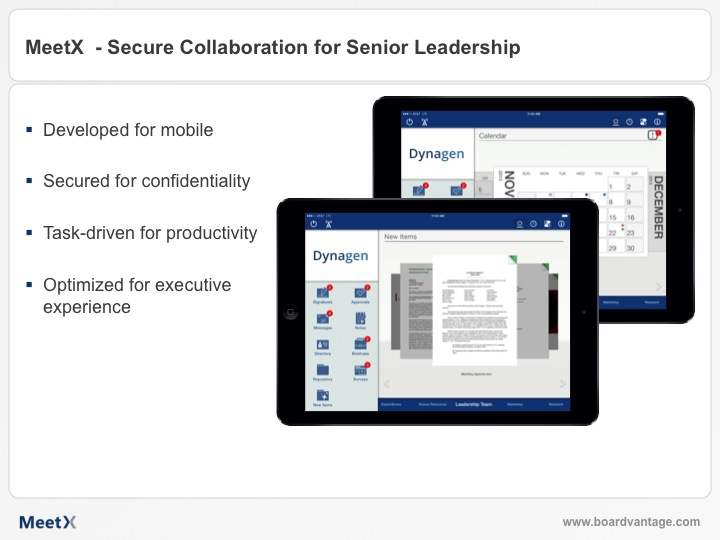 MeetX - Secure Collaboration for Senior Leadership
Developed for mobile
Secured for confidentiality
Task-driven for productivity
Optimized for executive
experience
Dynagen
Calendar
NOV
DECEMBER
SUN MON TUE WED THU FRI SAT
1 2
8 9
15 16
22 23
29 30
Marketing Research
Dynagen
New Items
Signatures Approvals
Messages Notes
Directory Briefcase
Repository Surveys
New Items
Expenditures Human Resources Leadership Team Marketing Research
MeetX
www.boardvantage.com